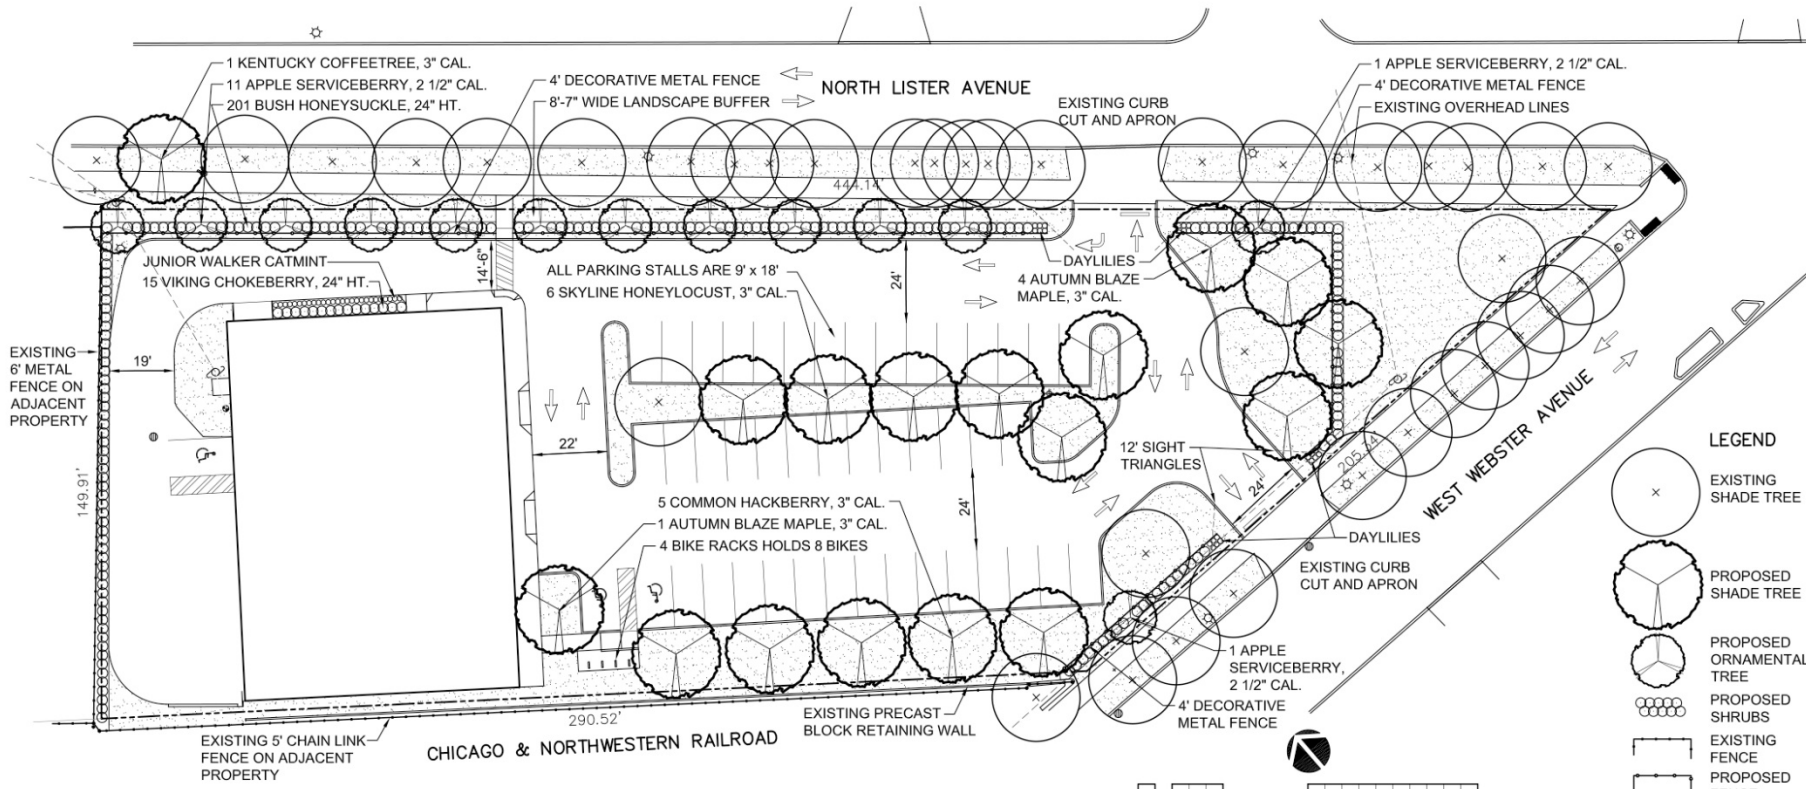 1 KENTUCKY COFFEETREE, 3" CAL.
11 APPLE SERVICEBERRY, 2 1/2" CAL.
201 BUSH HONEYSUCKLE, 24" HT.
4' DECORATIVE METAL FENCE
8'-7" WIDE LANDSCAPE BUFFER
NORTH LISTER AVENUE
EXISTING CURB
CUT AND APRON
1 APPLE SERVICEBERRY, 2 1/2" CAL.
4' DECORATIVE METAL FENCE
EXISTING OVERHEAD LINES
444.14'
JUNIOR WALKER CATMINT
15 VIKING CHOKEBERRY, 24" HT.
14'-6"
ALL PARKING STALLS ARE 9' x 18'
6 SKYLINE HONEYLOCUST, 3" CAL.
24'
DAYLILIES
4 AUTUMN BLAZE
MAPLE, 3" CAL.
EXISTING
6' METAL
FENCE ON
ADJACENT
PROPERTY
19'
149.91'
22'
24'
12' SIGHT
TRIANGLES
24'
205.24
WEST WEBSTER AVENUE
5 COMMON HACKBERRY, 3" CAL.
1 AUTUMN BLAZE MAPLE, 3" CAL.
4 BIKE RACKS HOLDS 8 BIKES
DAYLILIES
EXISTING CURB
CUT AND APRON
1 APPLE
SERVICEBERRY,
2 1/2" CAL.
4' DECORATIVE
METAL FENCE
EXISTING PRECAST
BLOCK RETAINING WALL
290.52'
CHICAGO & NORTHWESTERN RAILROAD
EXISTING 5' CHAIN LINK
FENCE ON ADJACENT
PROPERTY
LEGEND
EXISTING
SHADE TREE
PROPOSED
SHADE TREE
PROPOSED
ORNAMENTAL
TREE
PROPOSED
SHRUBS
EXISTING
FENCE
PROPOSED